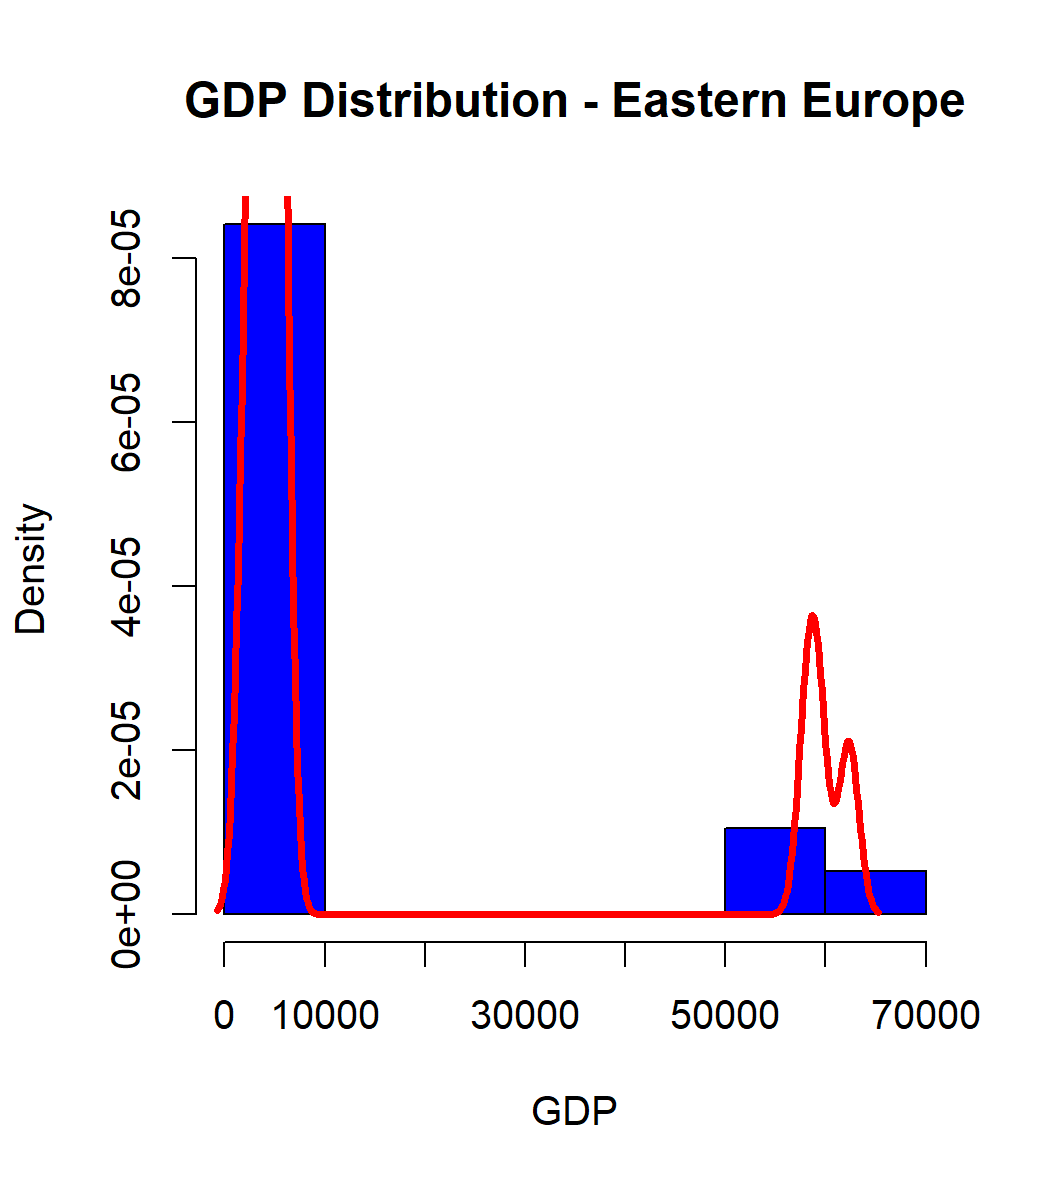 GDP Distribution - Eastern Europe
Density
8e-05
6e-05
4e-05
2e-05
0e+00
0 10000 30000 50000 70000
GDP